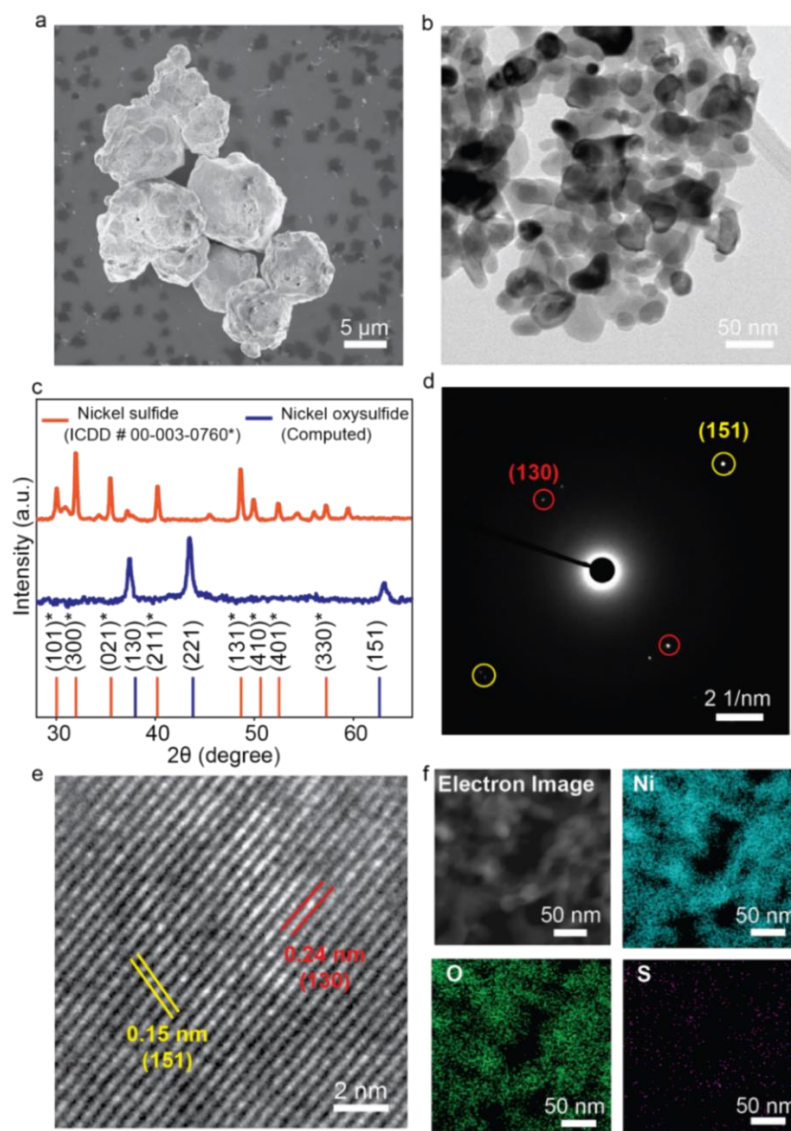 a
5 μm
b
50 nm
c
Nickel sulfide
(ICDD # 00-003-0760*)
Nickel oxysulfide
(Computed)
Intensity (a.u.)
(101)*
(300)*
(021)*
(130)
(211)*
(221)
(131)*
(410)*
(401)*
(330)*
(151)
30 40 50 60
2θ (degree)
d
(151)
(130)
2 1/nm
e
0.24 nm
(130)
0.15 nm
(151)
2 nm
f
Electron Image
50 nm
Ni
50 nm
O
50 nm
S
50 nm